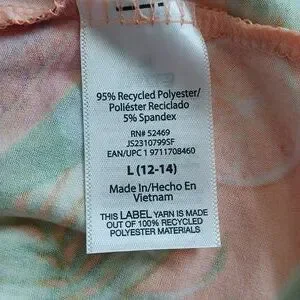 95% Recycled Polyester/
Poliéster Reciclado
5% Spandex
RN# 52469
JS2310799SF
EAN/UPC 1 9711708460
L (12-14)
Made In/Hecho En
Vietnam
THIS LABEL YARN IS MADE
OUT OF 100% RECYCLED
POLYESTER MATERIALS